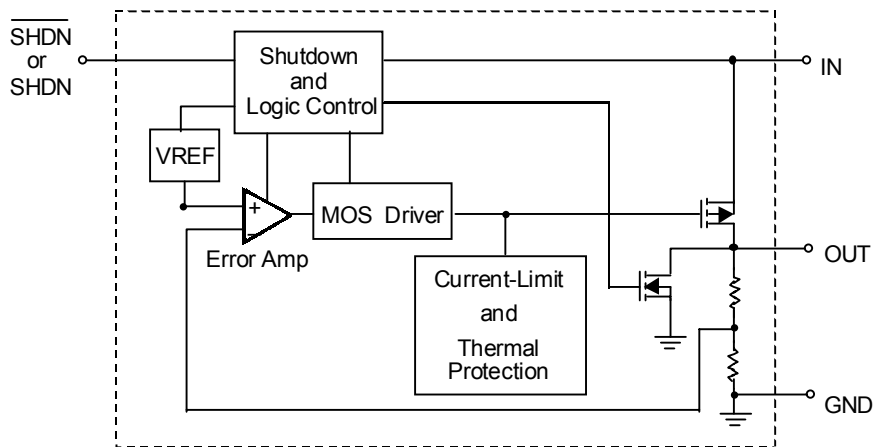 S̅H̅D̅N̅
or
SHDN
Shutdown
and
Logic Control
IN
VREF
+
−
MOS Driver
Error Amp
OUT
Current-Limit
and
Thermal
Protection
GND